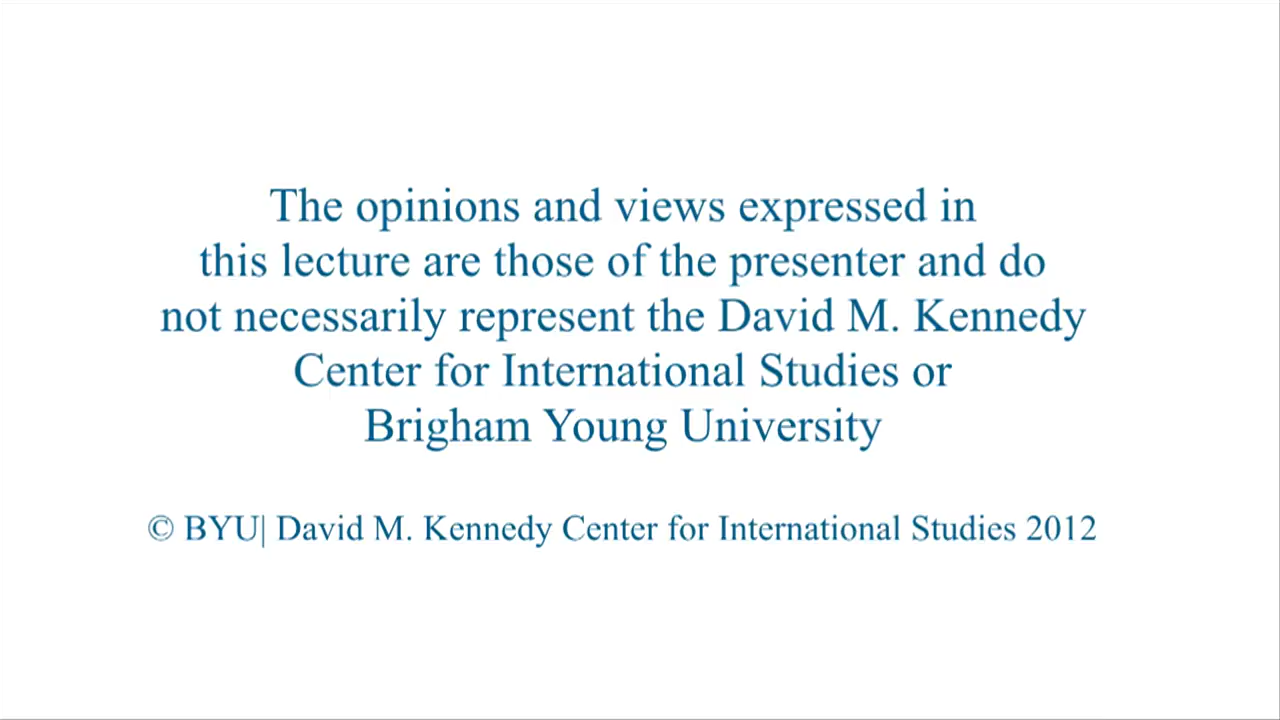 The opinions and views expressed in
this lecture are those of the presenter and do
not necessarily represent the David M. Kennedy
Center for International Studies or
Brigham Young University
© BYU| David M. Kennedy Center for International Studies 2012